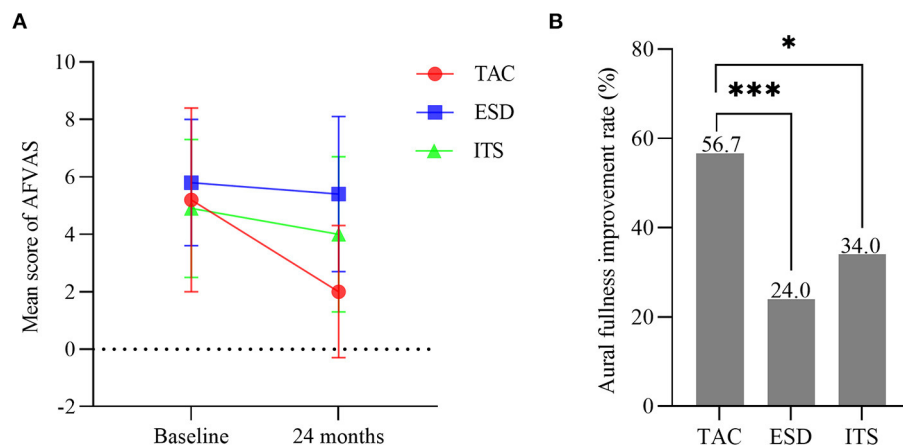 A
Mean score of AFVAS
10
8
6
4
2
0
-2
Baseline 24 months
TAC
ESD
ITS
B
Aural fullness improvement rate (%)
80
60
40
20
0
*
***
56.7
24.0
34.0
TAC ESD ITS